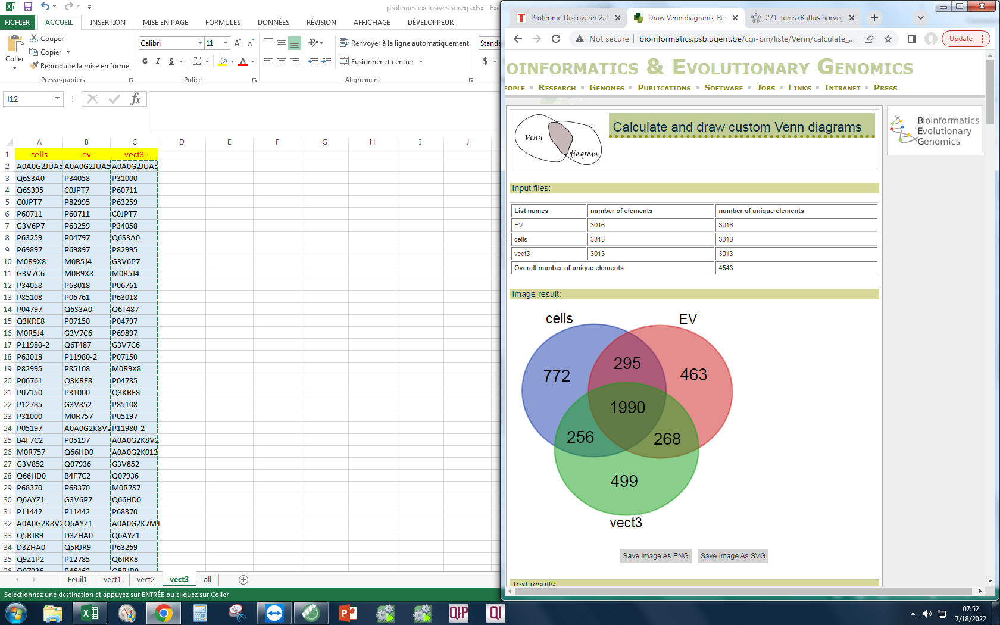 proteines exclusives surexp.xlsx - Exc
FICHIER ACCUEIL INSERTION MISE EN PAGE FORMULES DONNÉES RÉVISION AFFICHAGE DÉVELOPPEUR
Coller
Couper
Copier
Reproduire la mise en forme
Presse-papiers
Calibri 11
G I S
Police
Renvoyer à la ligne automatiquement
Fusionner et centrer
Alignement
Standa
$
I12
fx
A B C D E F G H I J
1 cells ev vect3
2 A0A0G2JUA5 A0A0G2JUA5 A0A0G2JUA5
3 Q6S3A0 P34058 P31000
4 Q6S395 C0JPT7 P60711
5 C0JPT7 P82995 P63259
6 P60711 P60711 C0JPT7
7 G3V6P7 P63259 P34058
8 P63259 P04797 Q6S3A0
9 P69897 P69897 P82995
10 M0R9X8 M0R5J4 G3V6P7
11 G3V7C6 M0R9X8 M0R5J4
12 P34058 P63018 P06761
13 P85108 P06761 P63018
14 P04797 Q6S3A0 Q6T487
15 Q3KRE8 P07150 P04797
16 M0R5J4 G3V7C6 P69897
17 P11980-2 Q6T487 G3V7C6
18 P63018 P11980-2 P07150
19 P82995 P85108 M0R9X8
20 P06761 Q3KRE8 P04785
21 P07150 P31000 Q3KRE8
22 P12785 G3V852 P85108
23 P31000 M0R757 P05197
24 P05197 A0A0G2K8V2 P11980-2
25 B4F7C2 P05197 A0A0G2K8V2
26 M0R757 Q66HD0 A0A0G2K013
27 G3V852 Q07936 G3V852
28 Q66HD0 B4F7C2 Q07936
29 P68370 P68370 M0R757
30 Q6AYZ1 G3V6P7 Q66HD0
31 P11442 P11442 P68370
32 A0A0G2K8V2 Q6AYZ1 A0A0G2K7M1
33 Q5RJR9 D3ZHA0 Q6AYZ1
34 D3ZHA0 Q5RJR9 P63269
35 Q9Z1P2 P12785 Q6IRK8
36 Q07936 P46462 Q5RJR9
Feuil1 vect1 vect2 vect3 all
Sélectionnez une destination et appuyez sur ENTRÉE ou cliquez sur Coller
Proteome Discoverer 2.2
Draw Venn diagrams, Res
271 items (Rattus norveg
Not secure bioinformatics.psb.ugent.be/cgi-bin/liste/Venn/calculate_... Update
OINFORMATICS & EVOLUTIONARY GENOMICS
EOPLE RESEARCH GENOMES PUBLICATIONS SOFTWARE JOBS LINKS INTRANET PRESS
Venn
diagram
Calculate and draw custom Venn diagrams
Bioinformatics
Evolutionary
Genomics
Input files:
List names number of elements number of unique elements
EV 3016 3016
cells 3313 3313
vect3 3013 3013
Overall number of unique elements 4543
Image result:
cells EV
295
772 463
1990
256 268
499
vect3
Save Image As PNG Save Image As SVG
Text results:
QI-P QI
07:52
7/18/2022